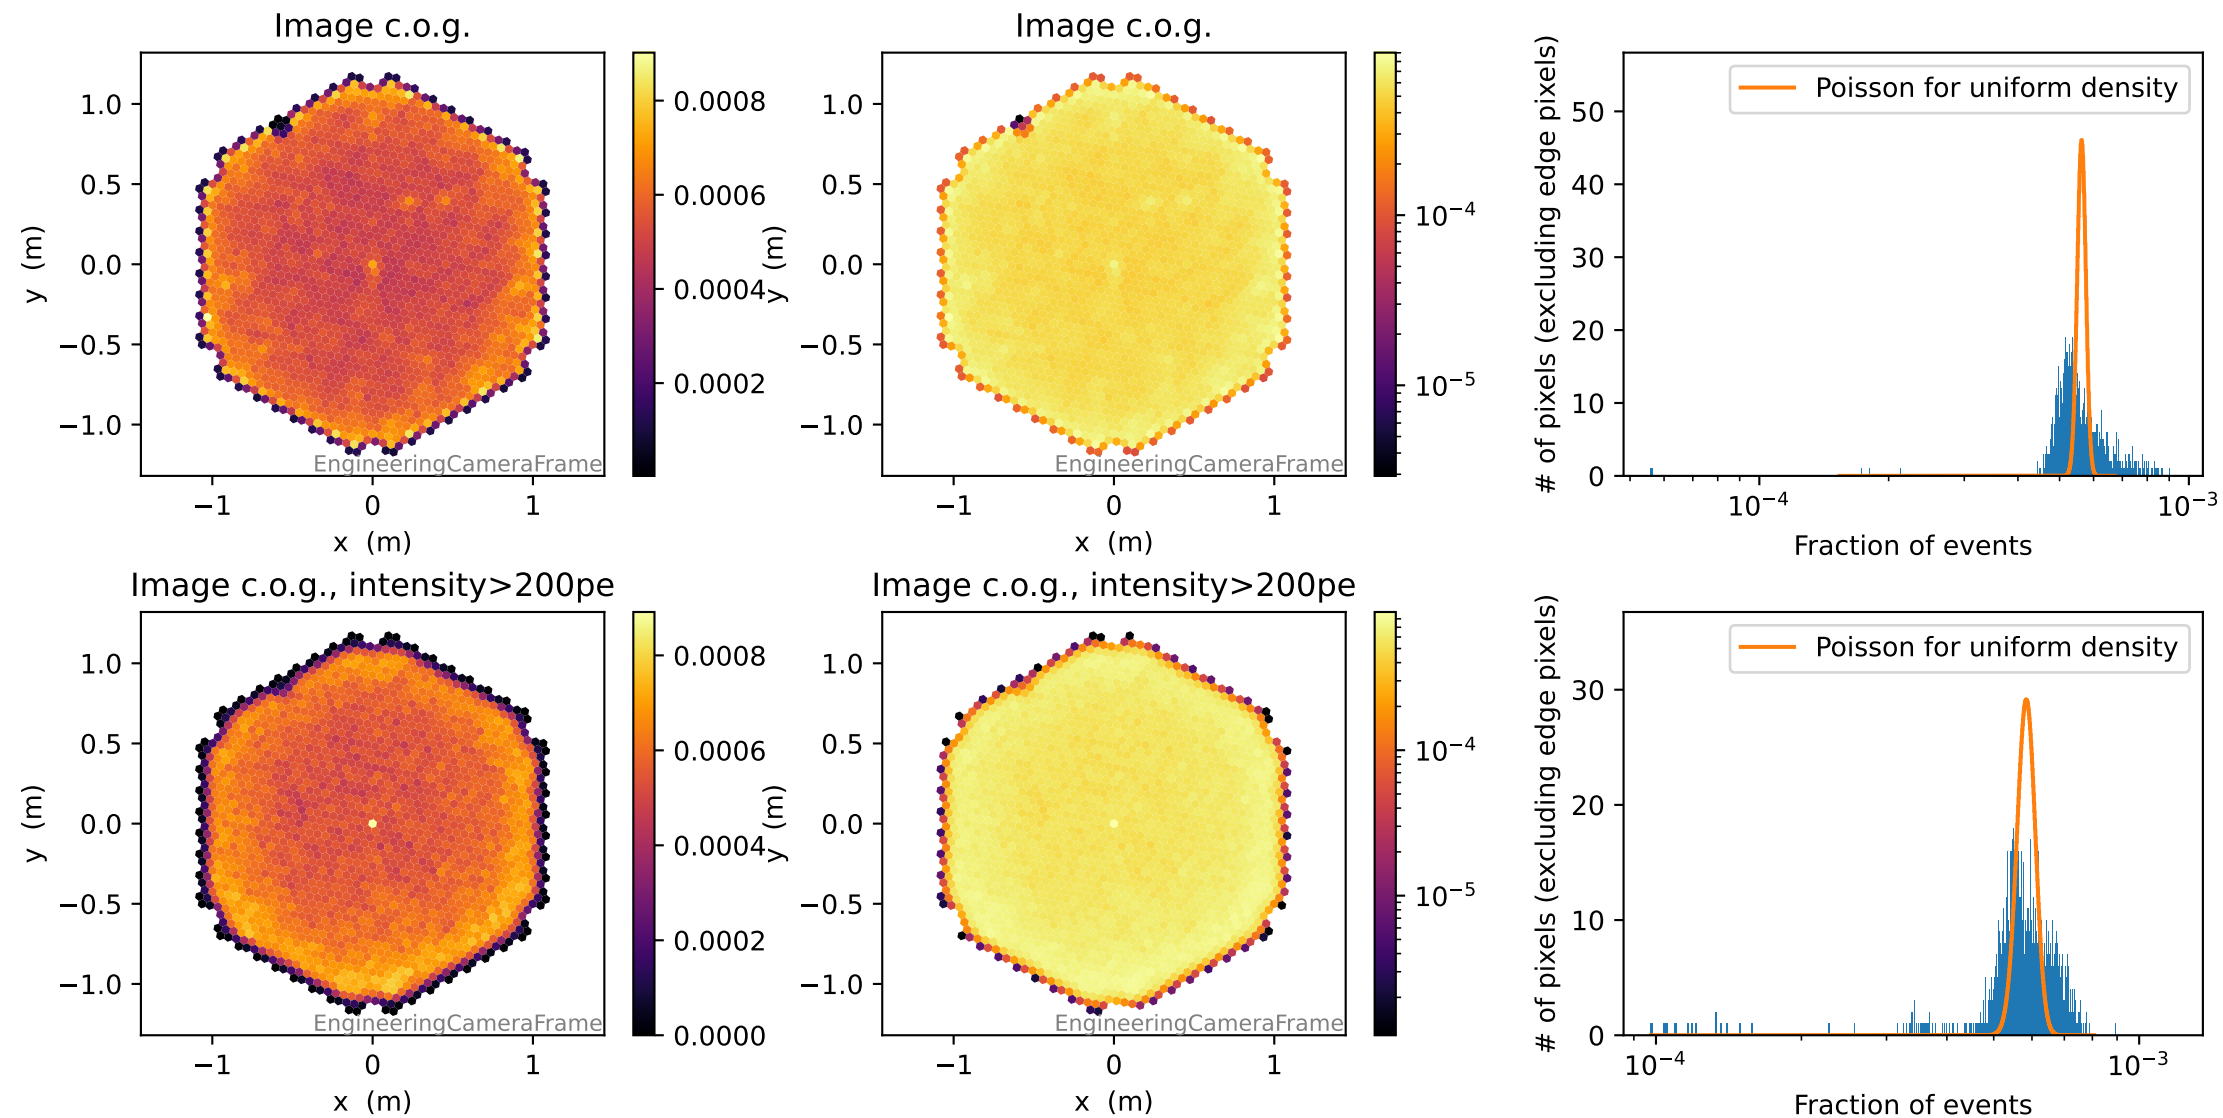 Image c.o.g.
y (m)
1.0
0.5
0.0
−0.5
−1.0
−1
0
1
x (m)
EngineeringCameraFrame
0.0008
0.0006
0.0004
0.0002
Image c.o.g.
y (m)
1.0
0.5
0.0
−0.5
−1.0
−1
0
1
x (m)
EngineeringCameraFrame
10−4
10−5
# of pixels (excluding edge pixels)
50
40
30
20
10
0
Poisson for uniform density
10−4
10−3
Fraction of events
Image c.o.g., intensity>200pe
y (m)
1.0
0.5
0.0
−0.5
−1.0
−1
0
1
x (m)
EngineeringCameraFrame
0.0008
0.0006
0.0004
0.0002
0.0000
Image c.o.g., intensity>200pe
y (m)
1.0
0.5
0.0
−0.5
−1.0
−1
0
1
x (m)
EngineeringCameraFrame
10−4
10−5
# of pixels (excluding edge pixels)
30
20
10
0
Poisson for uniform density
10−4
10−3
Fraction of events